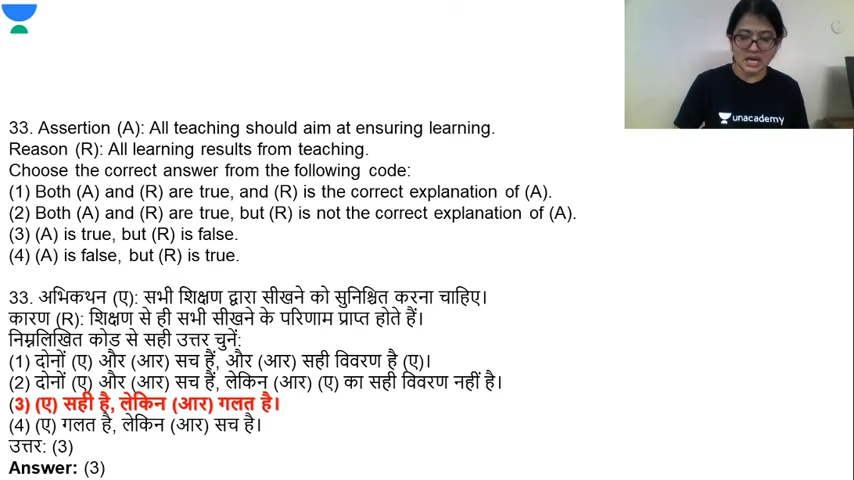 unacademy
33. Assertion (A): All teaching should aim at ensuring learning.
Reason (R): All learning results from teaching.
Choose the correct answer from the following code:
(1) Both (A) and (R) are true, and (R) is the correct explanation of (A).
(2) Both (A) and (R) are true, but (R) is not the correct explanation of (A).
(3) (A) is true, but (R) is false.
(4) (A) is false, but (R) is true.
33. अभिकथन (ए): सभी शिक्षण द्वारा सीखने को सुनिश्चित करना चाहिए।
कारण (R): शिक्षण से ही सभी सीखने के परिणाम प्राप्त होते हैं।
निम्नलिखित कोड से सही उत्तर चुनें:
(1) दोनों (ए) और (आर) सच हैं, और (आर) सही विवरण है (ए)।
(2) दोनों (ए) और (आर) सच हैं, लेकिन (आर) (ए) का सही विवरण नहीं है।
(3) (ए) सही है, लेकिन (आर) गलत है।
(4) (ए) गलत है, लेकिन (आर) सच है।
उत्तर: (3)
Answer: (3)